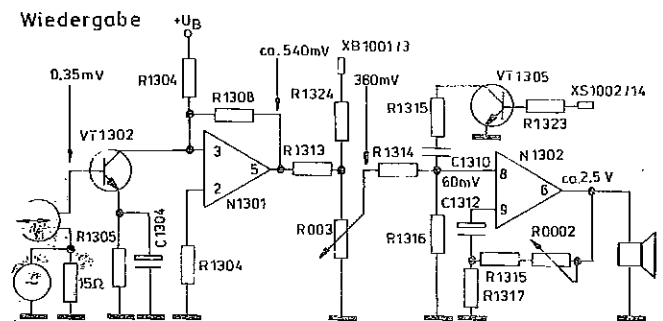 Wiedergabe
+UB
ca.540mV
XB1001/3
0.35mV
R1304
R1308
R1324
360mV
R1315
VT1305
XS1002/14
R1323
VT1302
3
5
2
N1301
R1313
R1314
C1310
60mV
N1302
8
6
9
ca.2,5 V
C1312
R1305
C1304
R1304
R003
R1316
R1315
R0002
R1317
15Ω